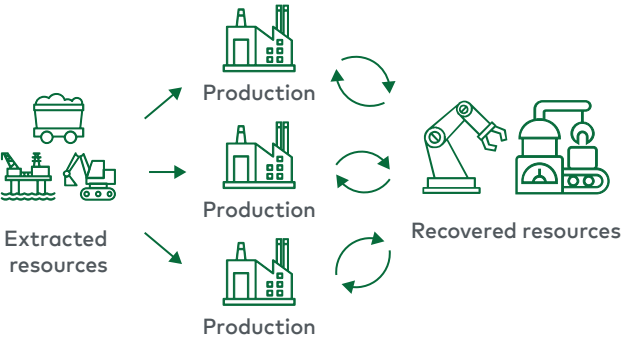 Production
Production
Extracted
resources
Recovered resources
Production